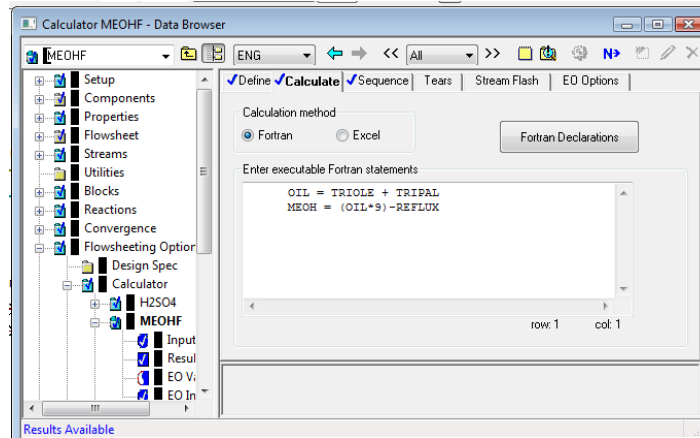 Calculator MEOHF - Data Browser
MEOHF
ENG
<< All >>
N>
Setup
Components
Properties
Flowsheet
Streams
Utilities
Blocks
Reactions
Convergence
Flowsheeting Option
Design Spec
Calculator
H2SO4
MEOHF
Input
Resul
EO Va
EO In
Define Calculate Sequence Tears Stream Flash EO Options
Calculation method
Fortran Excel
Fortran Declarations
Enter executable Fortran statements
OIL = TRIOLE + TRIPAL
MEOH = (OIL*9)-REFLUX
row: 1 col: 1
Results Available